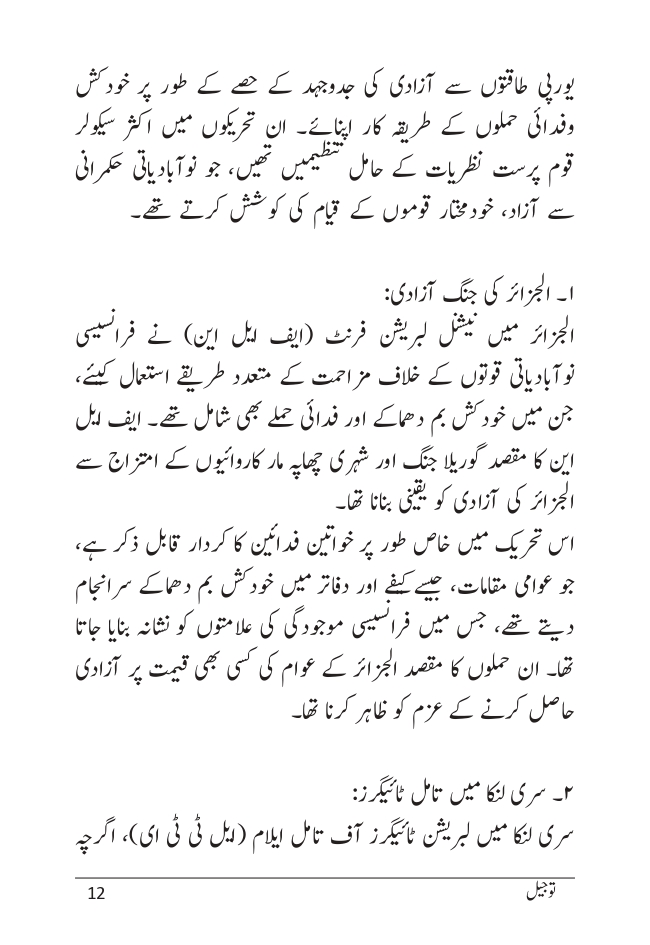 یورپی طاقتوں سے آزادی کی جدوجہد کے حصے کے طور پر خودکش
وفدائی حملوں کے طریقہ کار اپنائے۔ ان تحریکوں میں اکثر سیکولر
قوم پرست نظریات کے حامل تنظیمیں تھیں، جو نوآبادیاتی حکمرانی
سے آزاد، خودمختار قوموں کے قیام کی کوشش کرتے تھے۔
۱۔ الجزائر کی جنگ آزادی:
الجزائر میں نیشنل لبریشن فرنٹ (ایف ایل این) نے فرانسیسی
نوآبادیاتی قوتوں کے خلاف مزاحمت کے متعدد طریقے استعمال کیئے،
جن میں خودکش بم دھماکے اور فدائی حملے بھی شامل تھے۔ ایف ایل
این کا مقصد گوریلا جنگ اور شہری چھاپہ مار کاروائیوں کے امتزاج سے
الجزائر کی آزادی کو یقینی بنانا تھا۔
اس تحریک میں خاص طور پر خواتین فدائین کا کردار قابل ذکر ہے،
جو عوامی مقامات، جیسے کیفے اور دفاتر میں خودکش بم دھماکے سرانجام
دیتے تھے، جس میں فرانسیسی موجودگی کی علامتوں کو نشانہ بنایا جاتا
تھا۔ ان حملوں کا مقصد الجزائر کے عوام کی کسی بھی قیمت پر آزادی
حاصل کرنے کے عزم کو ظاہر کرنا تھا۔
۲۔ سری لنکا میں تامل ٹائیگرز:
سری لنکا میں لبریشن ٹائیگرز آف تامل ایلام (ایل ٹی ٹی ای)، اگرچہ
توجیل 12